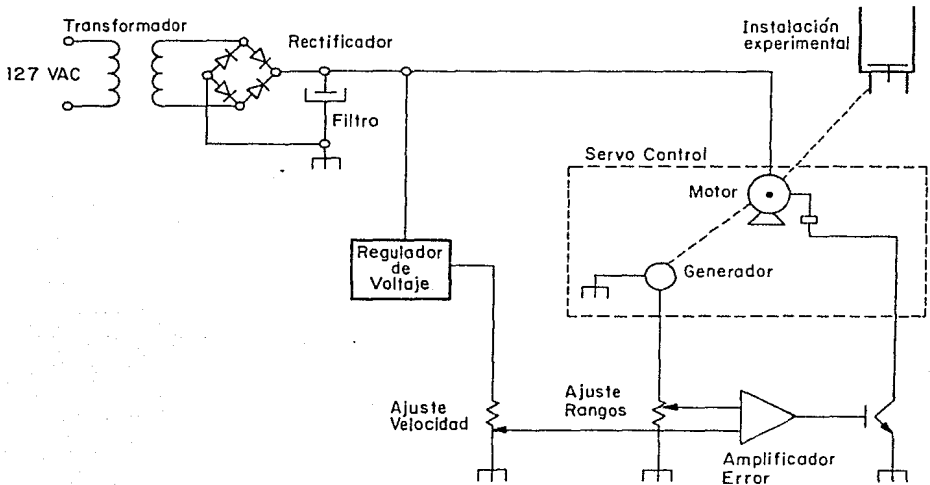 Transformador
127 VAC
Rectificador
Filtro
Instalación
experimental
Servo Control
Motor
Generador
Regulador
de
Voltaje
Ajuste
Velocidad
Ajuste
Rangos
Amplificador
Error